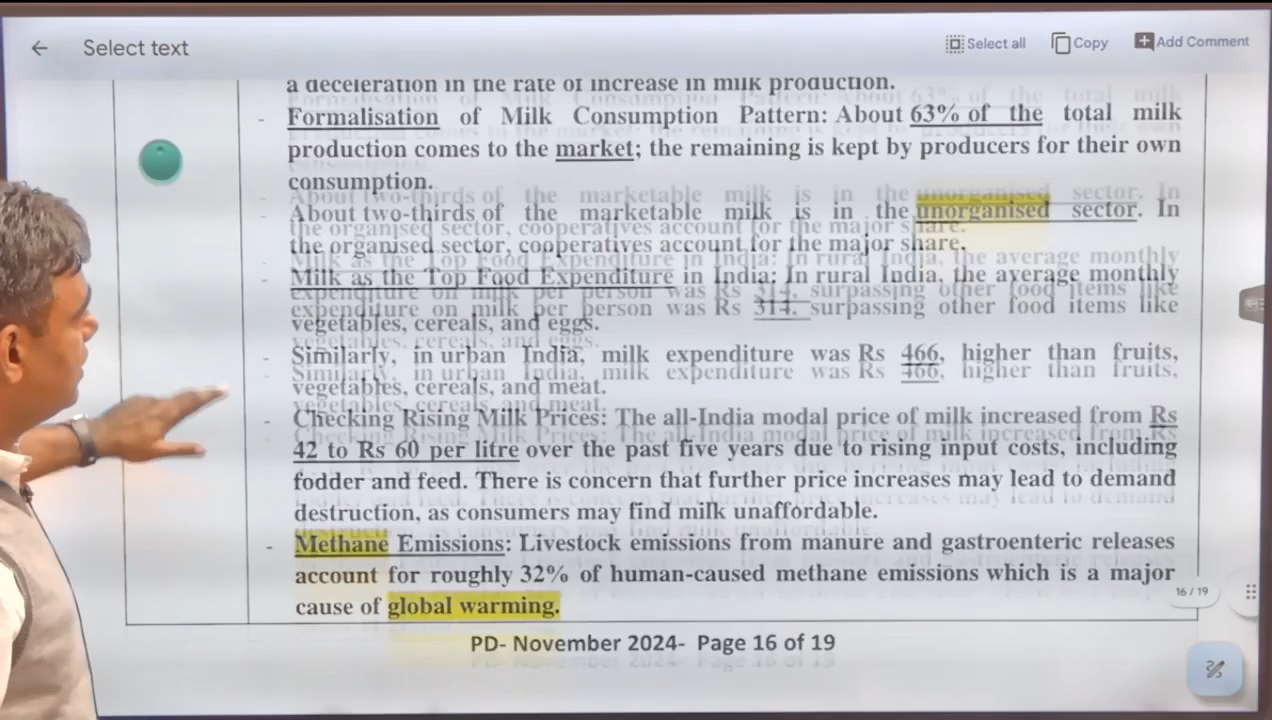 Select text
Select all
Copy
Add Comment
a deceleration in the rate of increase in milk production.
- Formalisation of Milk Consumption Pattern: About 63% of the total milk
production comes to the market; the remaining is kept by producers for their own
consumption.
- About two-thirds of the marketable milk is in the unorganised sector. In
the organised sector, cooperatives account for the major share.
- Milk as the Top Food Expenditure in India: In rural India, the average monthly
expenditure on milk per person was Rs 314, surpassing other food items like
vegetables, cereals, and eggs.
- Similarly, in urban India, milk expenditure was Rs 466, higher than fruits,
vegetables, cereals, and meat.
- Checking Rising Milk Prices: The all-India modal price of milk increased from Rs
42 to Rs 60 per litre over the past five years due to rising input costs, including
fodder and feed. There is concern that further price increases may lead to demand
destruction, as consumers may find milk unaffordable.
- Methane Emissions: Livestock emissions from manure and gastroenteric releases
account for roughly 32% of human-caused methane emissions which is a major
cause of global warming.
16 / 19
PD- November 2024- Page 16 of 19